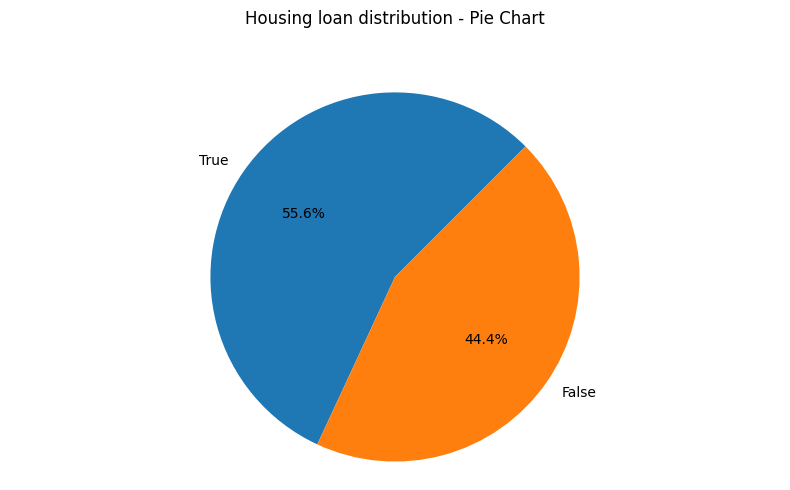 Housing loan distribution - Pie Chart
True
55.6%
44.4%
False